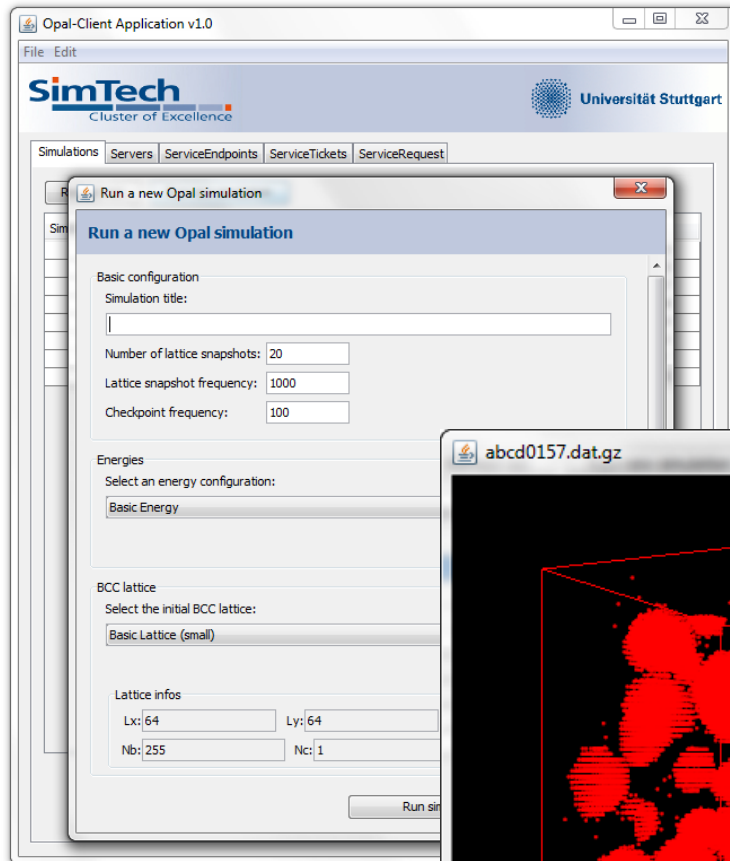 Opal-Client Application v1.0
File Edit
SimTech
Cluster of Excellence
Universität Stuttgart
Simulations Servers ServiceEndpoints ServiceTickets ServiceRequest
Run a new Opal simulation
Run a new Opal simulation
Basic configuration
Simulation title:
Number of lattice snapshots: 20
Lattice snapshot frequency: 1000
Checkpoint frequency: 100
Energies
Select an energy configuration:
Basic Energy
BCC lattice
Select the initial BCC lattice:
Basic Lattice (small)
Lattice infos
Lx: 64 Ly: 64
Nb: 255 Nc: 1
Run
abcd0157.dat.gz